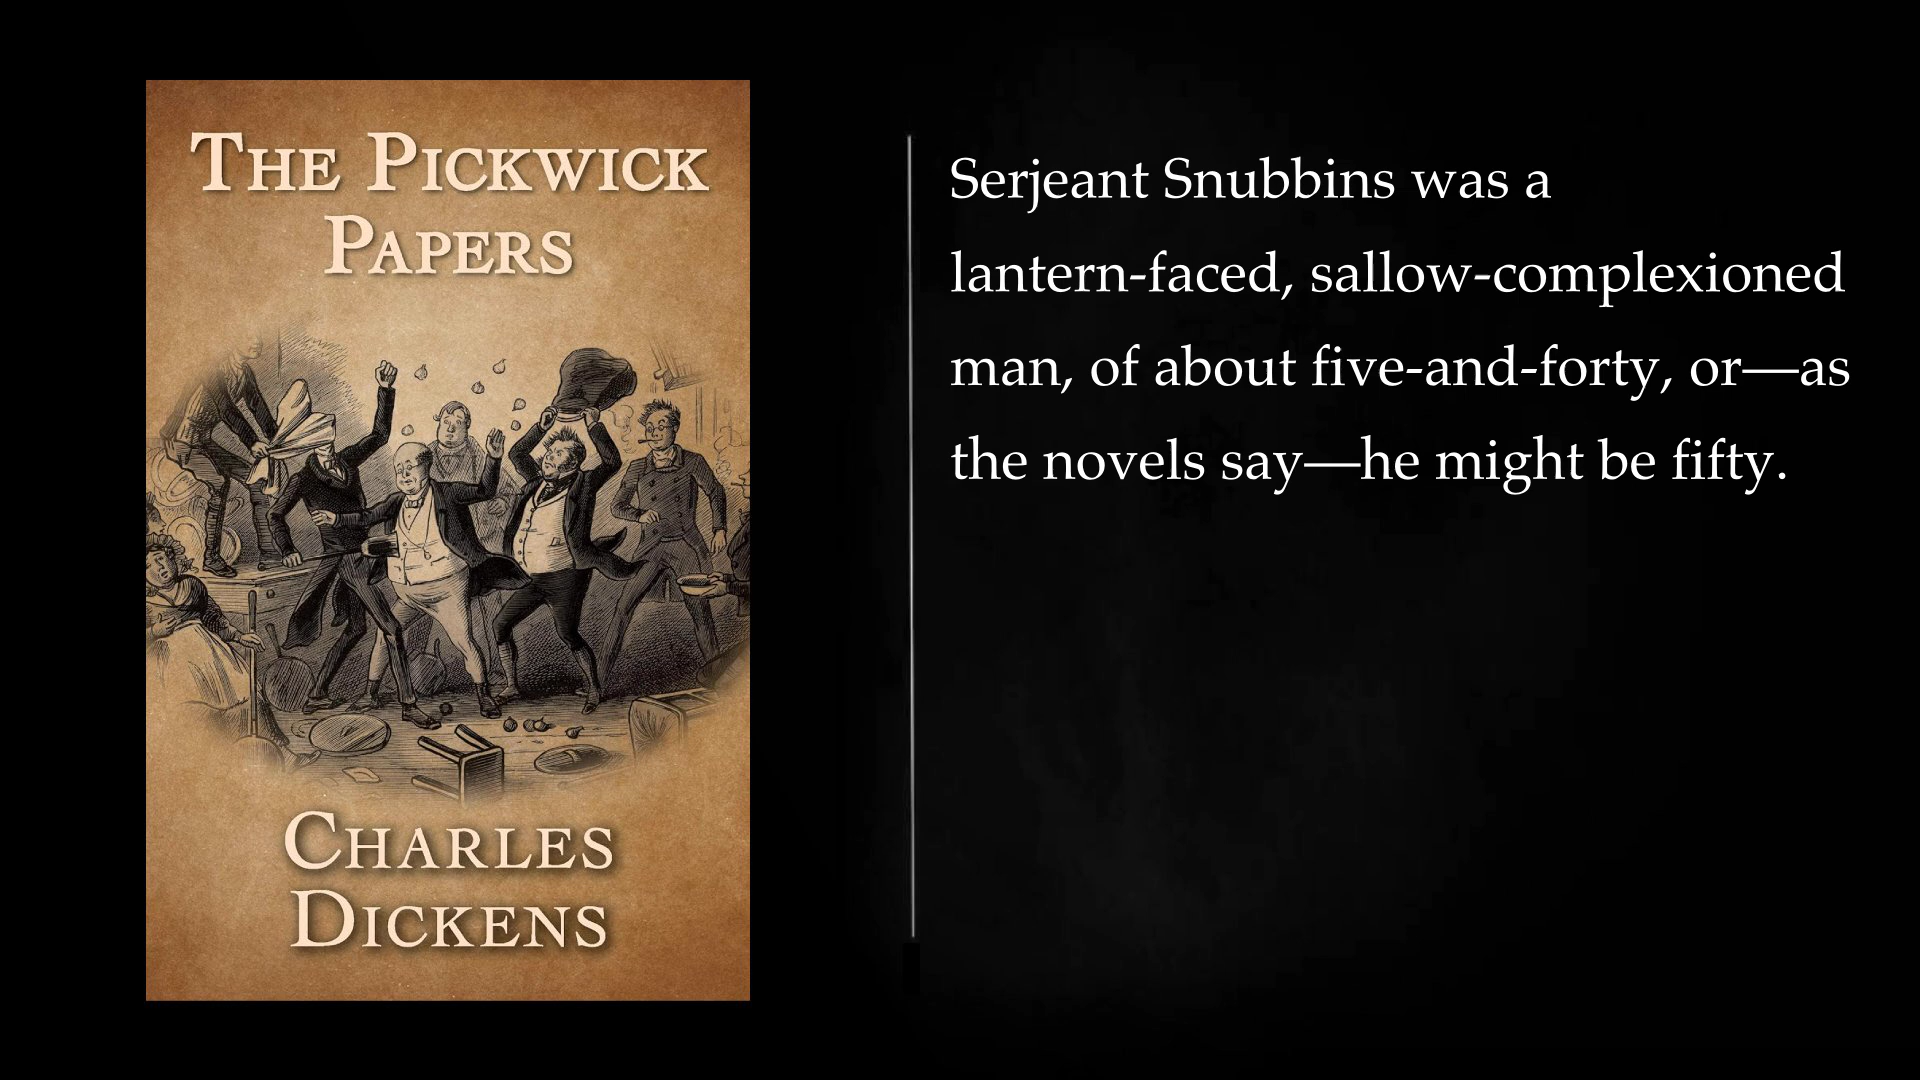 THE PICKWICK
PAPERS
CHARLES
DICKENS
Serjeant Snubbins was a
lantern-faced, sallow-complexioned
man, of about five-and-forty, or—as
the novels say—he might be fifty.